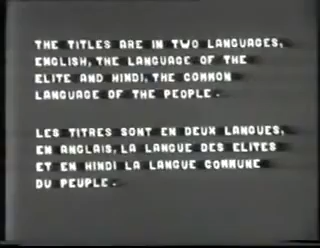 THE TITLES ARE IN TWO LANGUAGES,
ENGLISH, THE LANGUAGE OF THE
ELITE AND HINDI, THE COMMON
LANGUAGE OF THE PEOPLE.
LES TITRES SONT EN DEUX LANGUES,
EN ANGLAIS, LA LANGUE DES ELITES
ET EN HINDI LA LANGUE COMMUNE
DU PEUPLE.